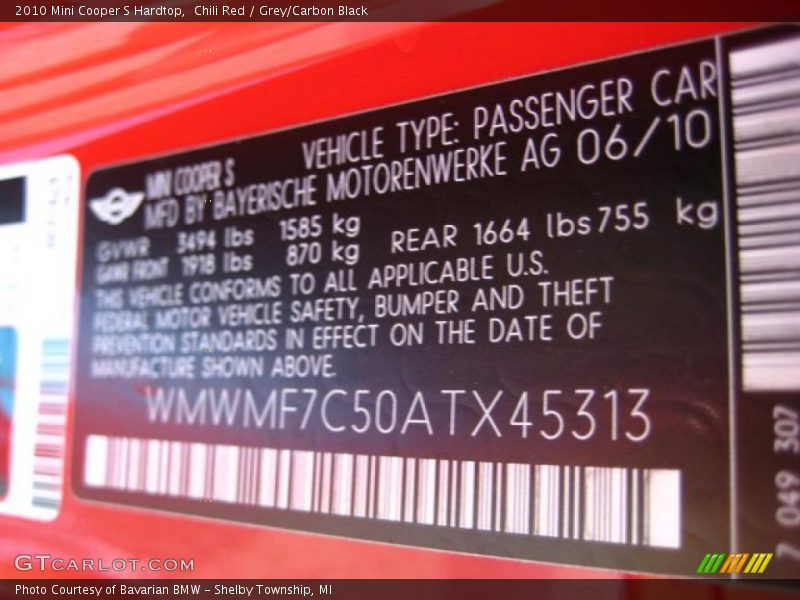 2010 Mini Cooper S Hardtop,  Chili Red / Grey/Carbon Black
MINI COOPER S VEHICLE TYPE: PASSENGER CAR
MFD BY BAYERISCHE MOTORENWERKE AG 06/10
GVWR 3494 lbs 1585 kg
GAWR FRONT 1918 lbs 870 kg REAR 1664 lbs 755 kg
THIS VEHICLE CONFORMS TO ALL APPLICABLE U.S.
FEDERAL MOTOR VEHICLE SAFETY, BUMPER AND THEFT
PREVENTION STANDARDS IN EFFECT ON THE DATE OF
MANUFACTURE SHOWN ABOVE.
WMWMF7C50ATX45313
7 049 307
GTCARLOT.COM
Photo Courtesy of Bavarian BMW – Shelby Township, MI